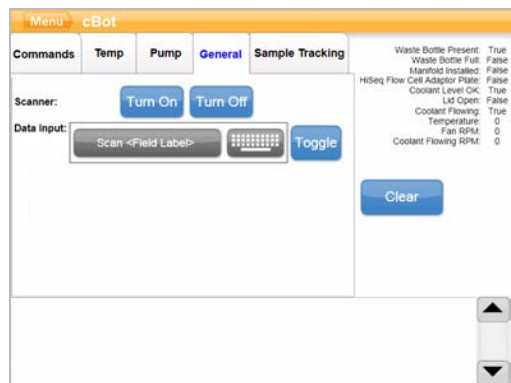 Menu cBot
Commands Temp Pump General Sample Tracking
Scanner: Turn On Turn Off
Data Input: Scan <Field Label> Toggle
Waste Bottle Present: True
Waste Bottle Full: False
Manifold Installed: False
HiSeq Flow Cell Adaptor Plate: False
Coolant Level OK: True
Lid Open: False
Coolant Flowing: True
Temperature: 0
Fan RPM: 0
Coolant Flowing RPM: 0
Clear